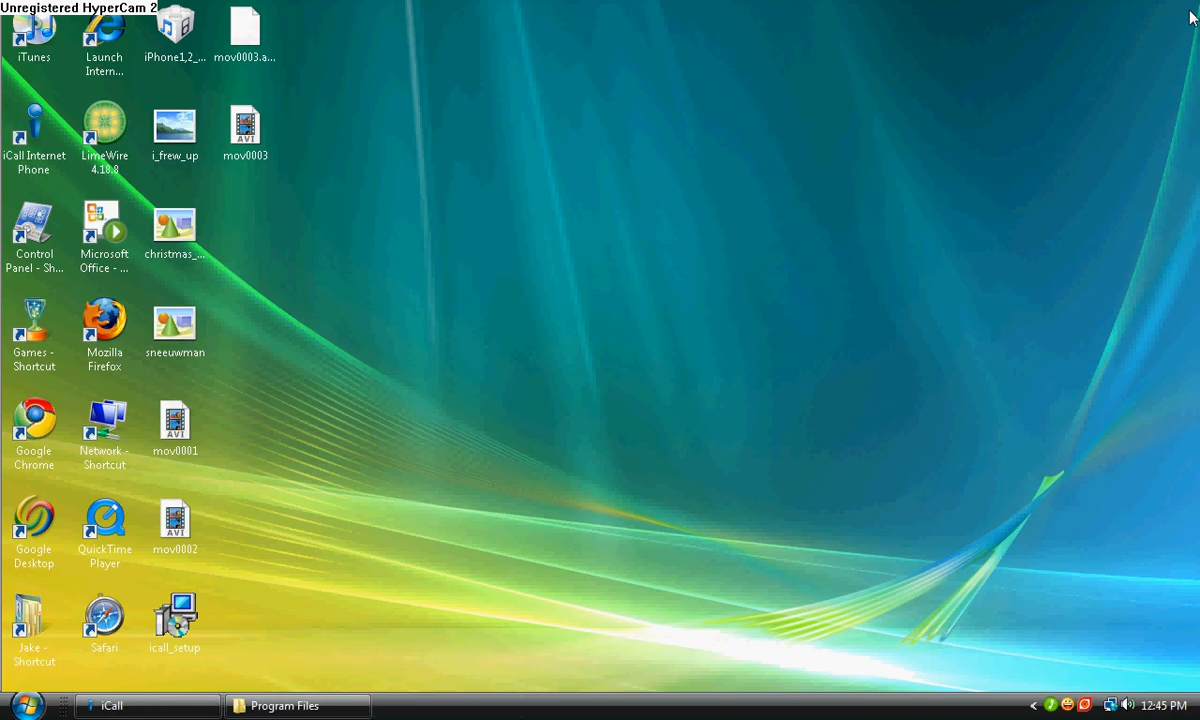 Unregistered HyperCam 2
iTunes
Launch
Intern...
iPhone1,2_...
mov0003.a...
iCall Internet
Phone
LimeWire
4.18.8
i_frew_up
AVI
mov0003
Control
Panel - Sh...
Microsoft
Office - ...
christmas_...
Games -
Shortcut
Mozilla
Firefox
sneeuwman
Google
Chrome
Network -
Shortcut
AVI
mov0001
Google
Desktop
QuickTime
Player
AVI
mov0002
Jake -
Shortcut
Safari
icall_setup
iCall
Program Files
12:45 PM